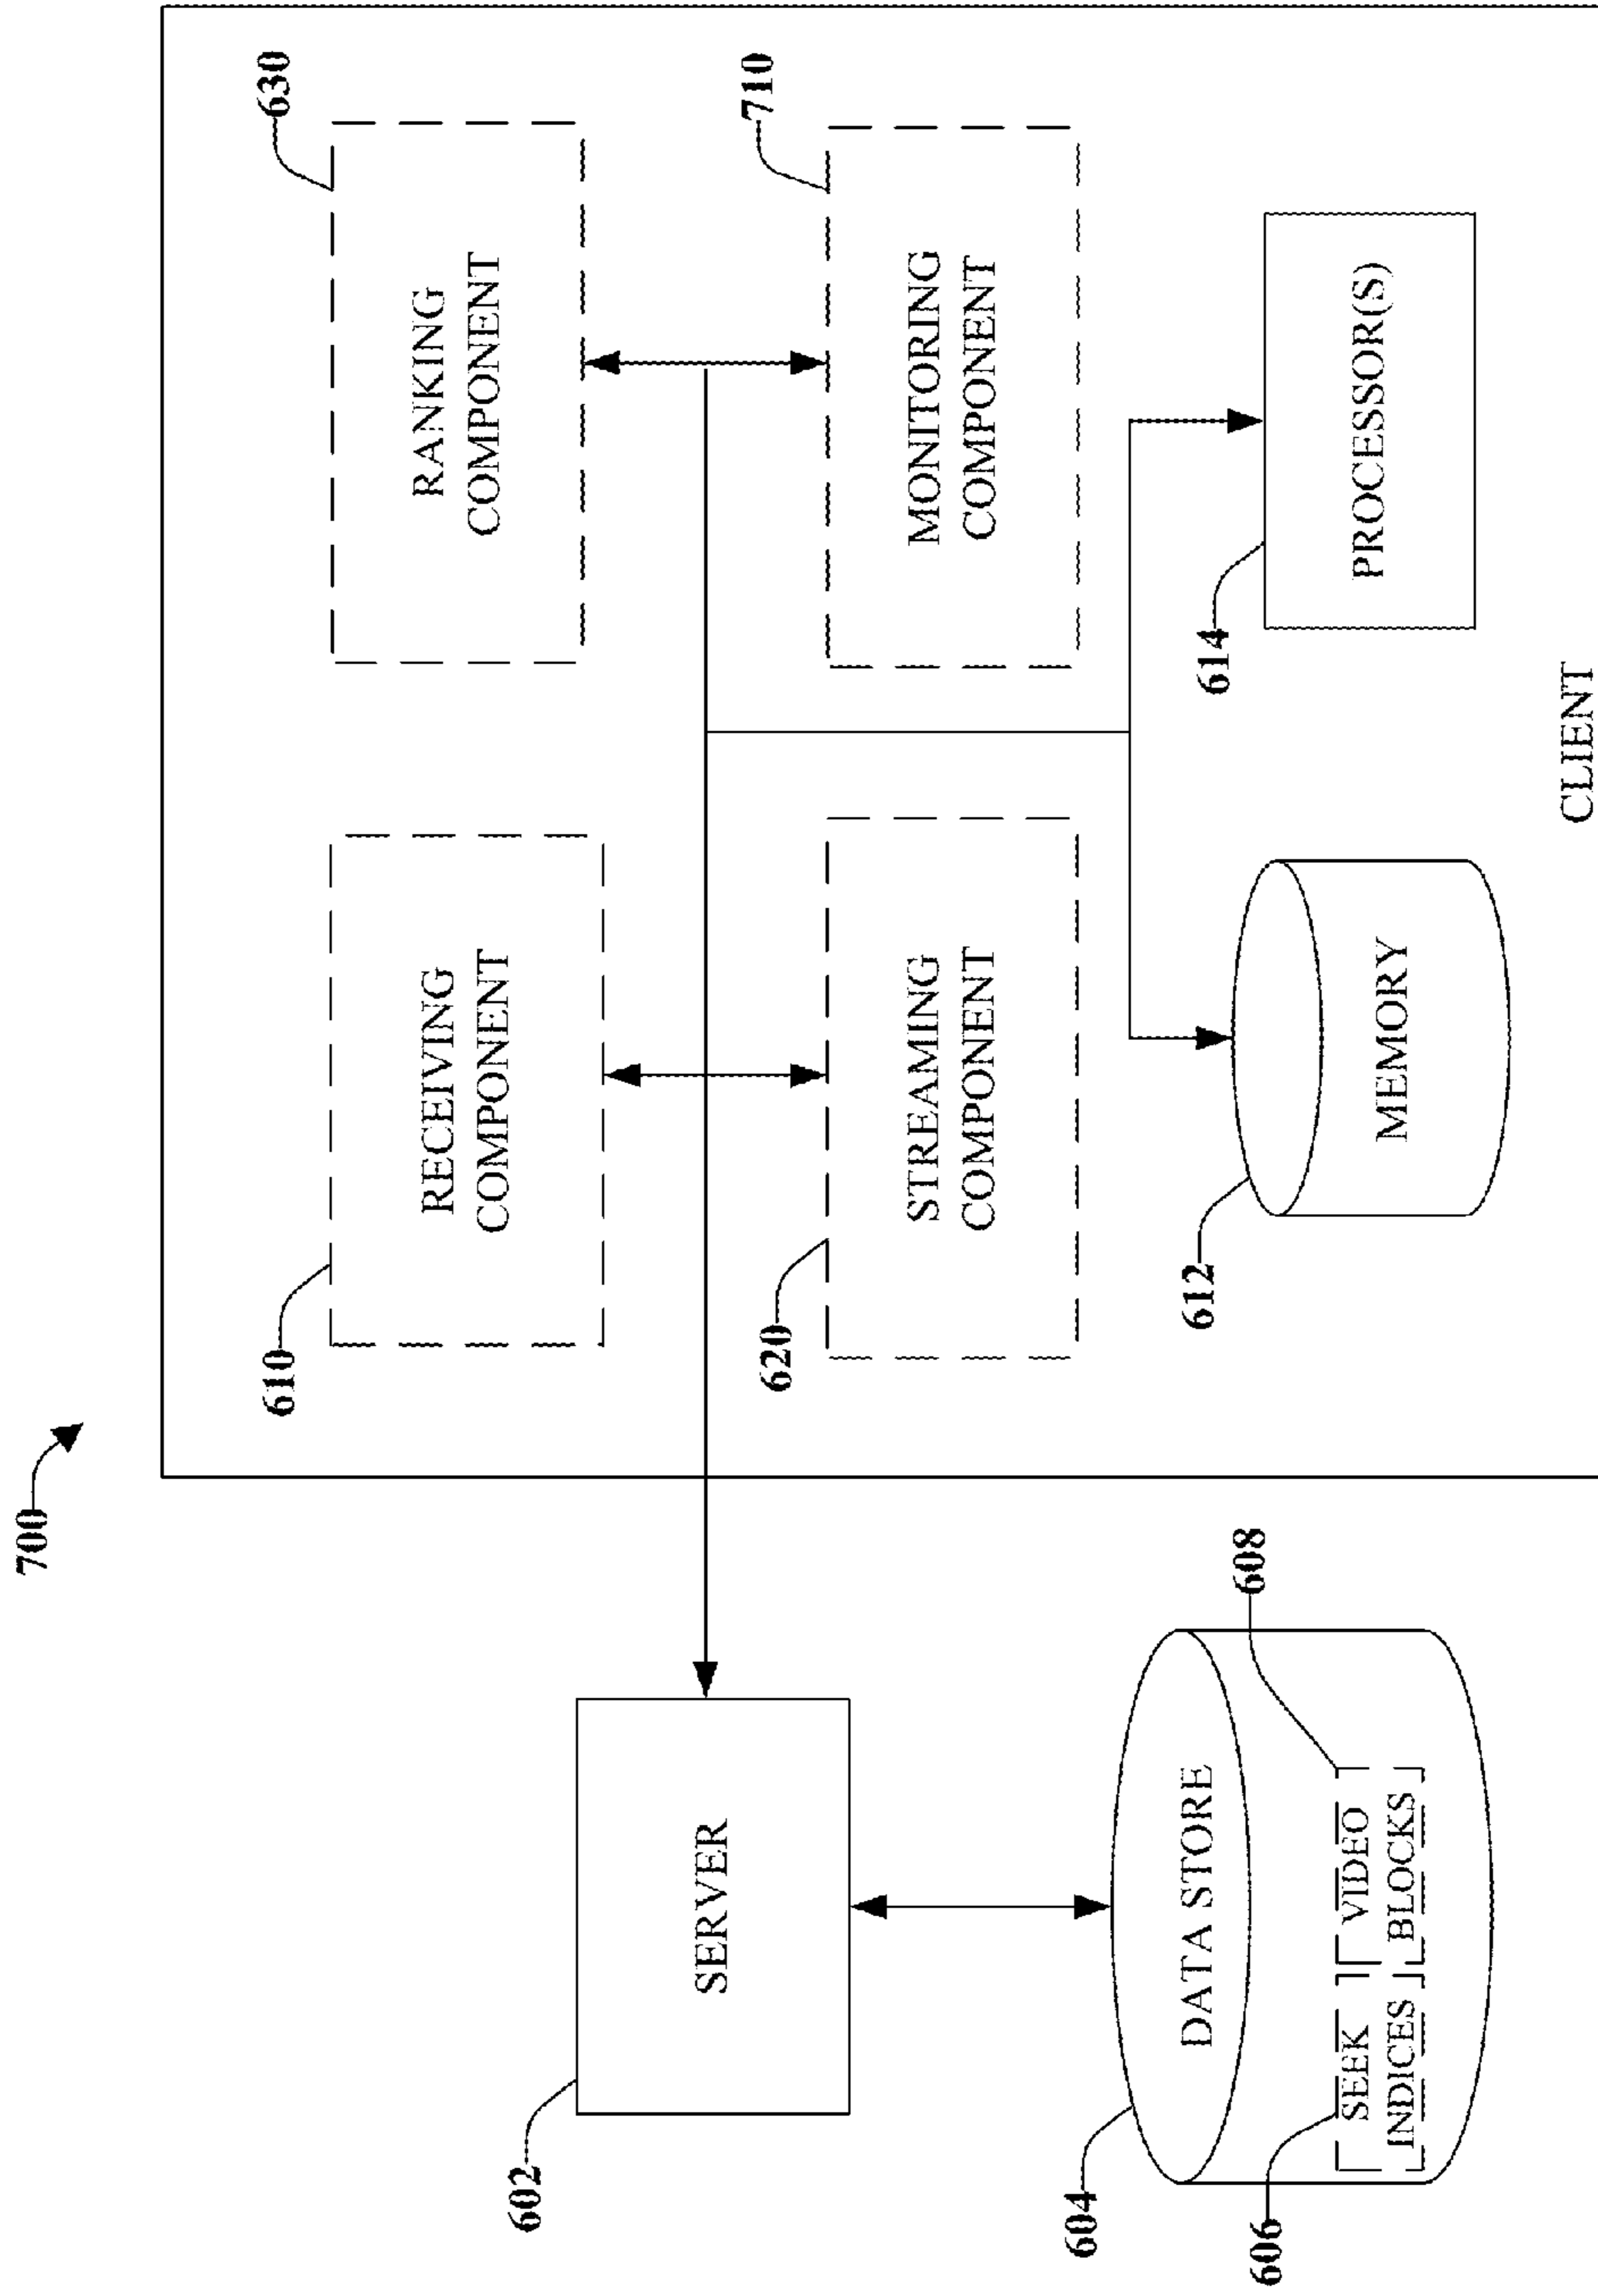 700
610
RECEIVING
COMPONENT
630
RANKING
COMPONENT
602
SERVER
620
STREAMING
COMPONENT
710
MONITORING
COMPONENT
604
DATA STORE
606
SEEK
INDICES
608
VIDEO
BLOCKS
612
MEMORY
614
PROCESSOR(S)
CLIENT